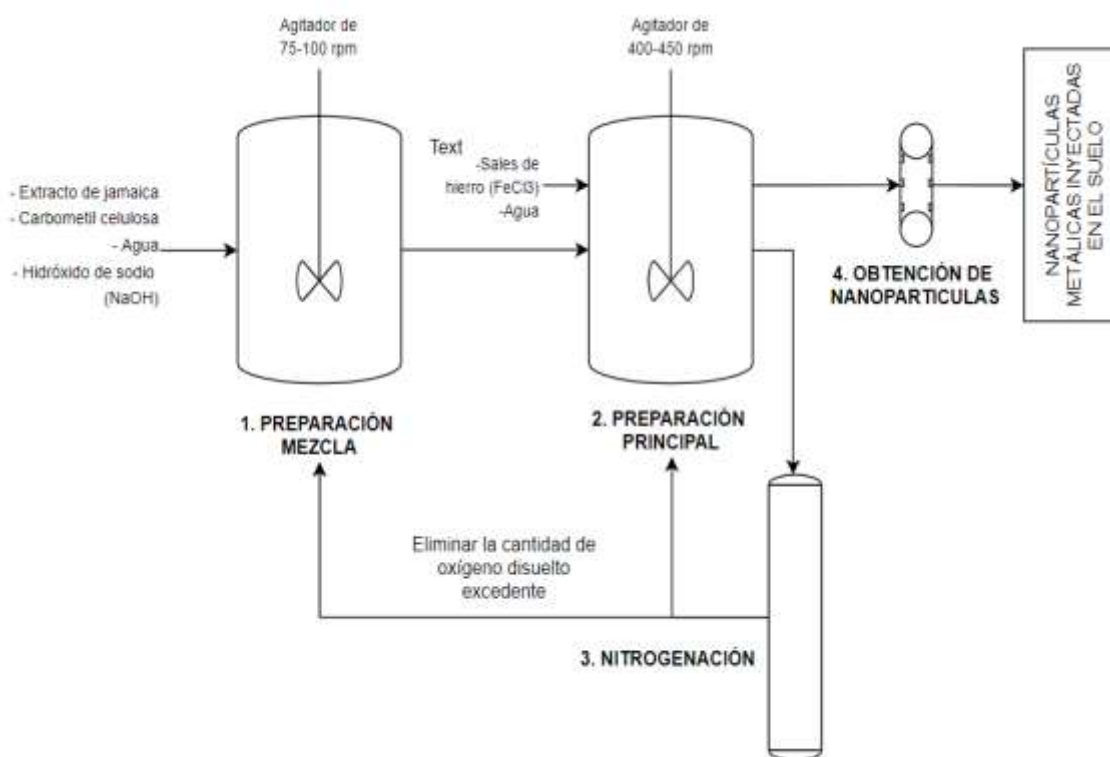 Agitador de
75-100 rpm
Agitador de
400-450 rpm
- Extracto de jamaica
- Carbometil celulosa
- Agua
- Hidróxido de sodio
(NaOH)
Text
-Sales de
hierro (FeCl3)
-Agua
1. PREPARACIÓN
MEZCLA
2. PREPARACIÓN
PRINCIPAL
4. OBTENCIÓN DE
NANOPARTICULAS
NANOPARTÍCULAS
METÁLICAS INYECTADAS
EN EL SUELO
Eliminar la cantidad de
oxígeno disuelto
excedente
3. NITROGENACIÓN